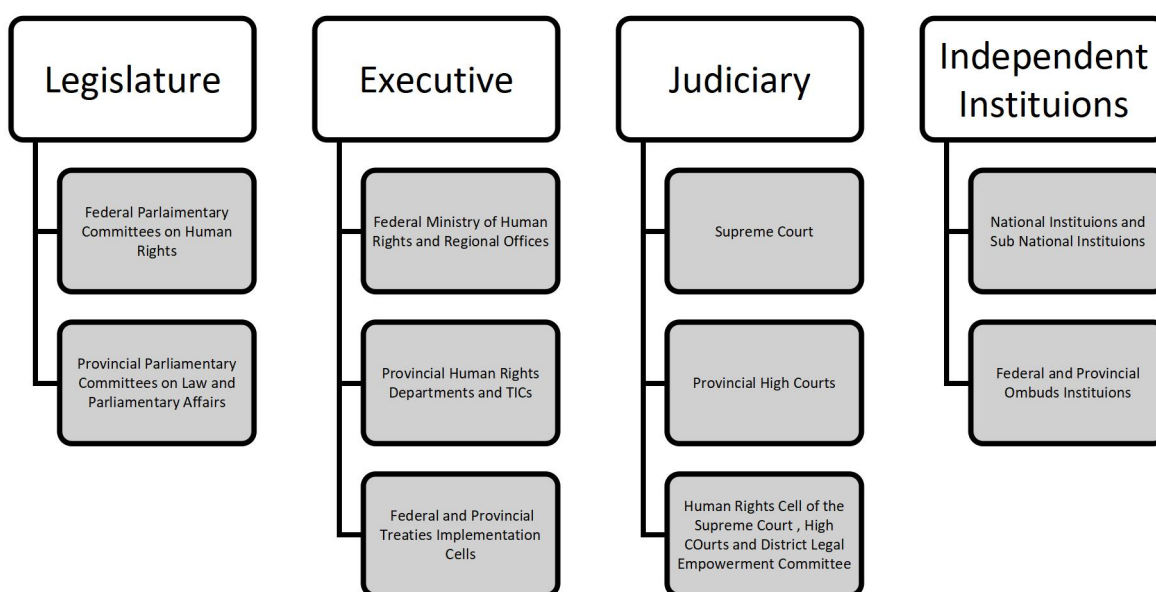 Legislature
Federal Parlaimentary
Committees on Human
Rights
Provincial Parliamentary
Committees on Law and
Parliamentary Affairs
Executive
Federal Ministry of Human
Rights and Regional Offices
Provincial Human Rights
Departments and TICs
Federal and Provincial
Treaties Implementation
Cells
Judiciary
Supreme Court
Provincial High Courts
Human Rights Cell of the
Supreme Court , High
COurts and District Legal
Empowerment Committee
Independent
Instituions
National Instituions and
Sub National Instituions
Federal and Provincial
Ombuds Instituions